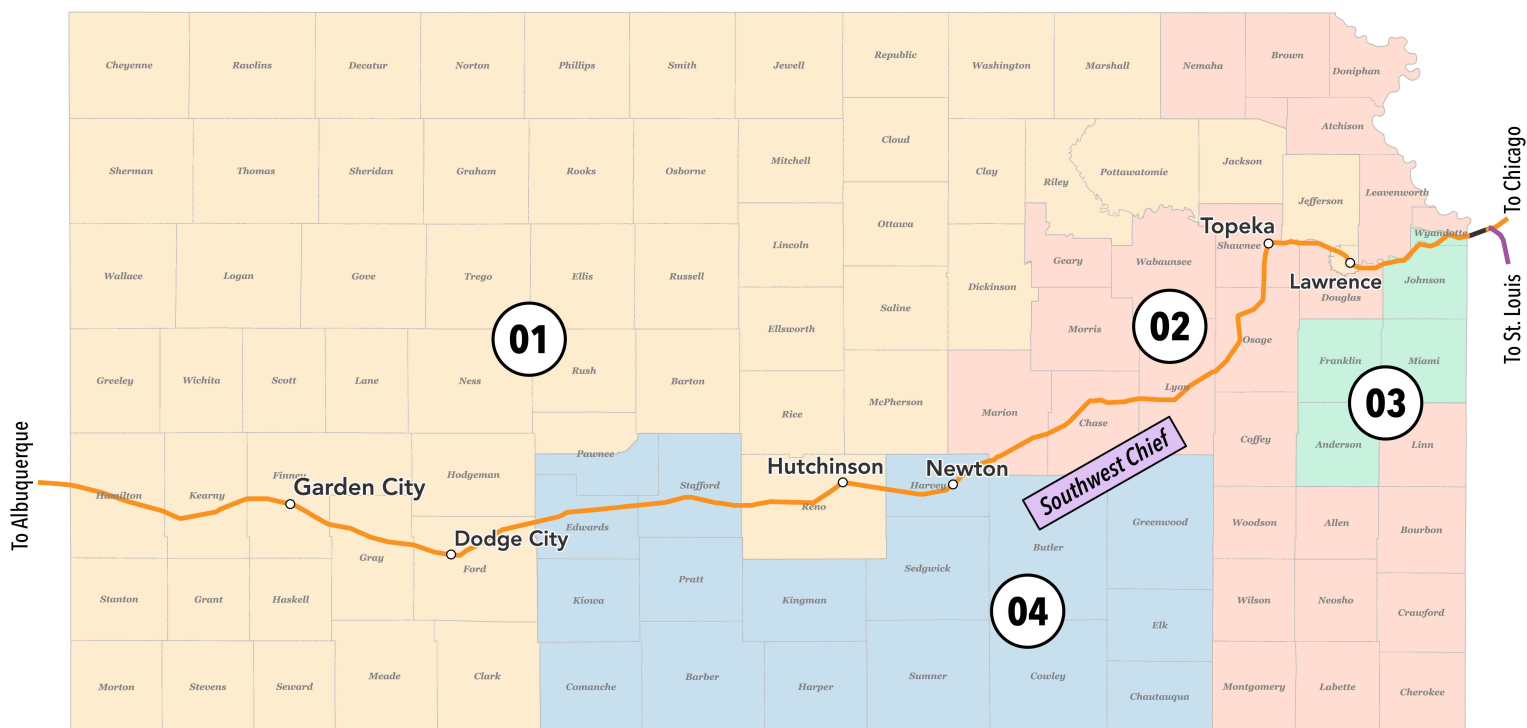 Cheyenne
Rawlins
Decatur
Norton
Phillips
Smith
Jewell
Republic
Washington
Marshall
Nemaha
Brown
Doniphan
Atchison
Cloud
Sherman
Thomas
Sheridan
Graham
Rooks
Osborne
Mitchell
Clay
Riley
Pottawatomie
Jackson
Jefferson
Leavenworth
To Chicago
Ottawa
Topeka
Wyandotte
Shawnee
Lincoln
Wallace
Logan
Gove
Trego
Ellis
Russell
Geary
Wabaunsee
Lawrence
Johnson
Dickinson
Saline
Douglas
To St. Louis
01
02
Ellsworth
Morris
Osage
Greeley
Wichita
Scott
Lane
Ness
Rush
Barton
Franklin
Miami
Lyon
03
McPherson
Rice
Marion
Chase
Coffey
Anderson
Linn
Pawnee
Southwest Chief
To Albuquerque
Hutchinson
Newton
Finney
Hodgeman
Garden City
Stafford
Harvey
Hamilton
Kearny
Reno
Edwards
Greenwood
Woodson
Allen
Bourbon
Dodge City
Gray
Ford
Butler
Sedgwick
Pratt
Stanton
Grant
Haskell
Kiowa
Kingman
04
Elk
Wilson
Neosho
Crawford
Morton
Stevens
Seward
Meade
Clark
Comanche
Barber
Harper
Sumner
Cowley
Chautauqua
Montgomery
Labette
Cherokee